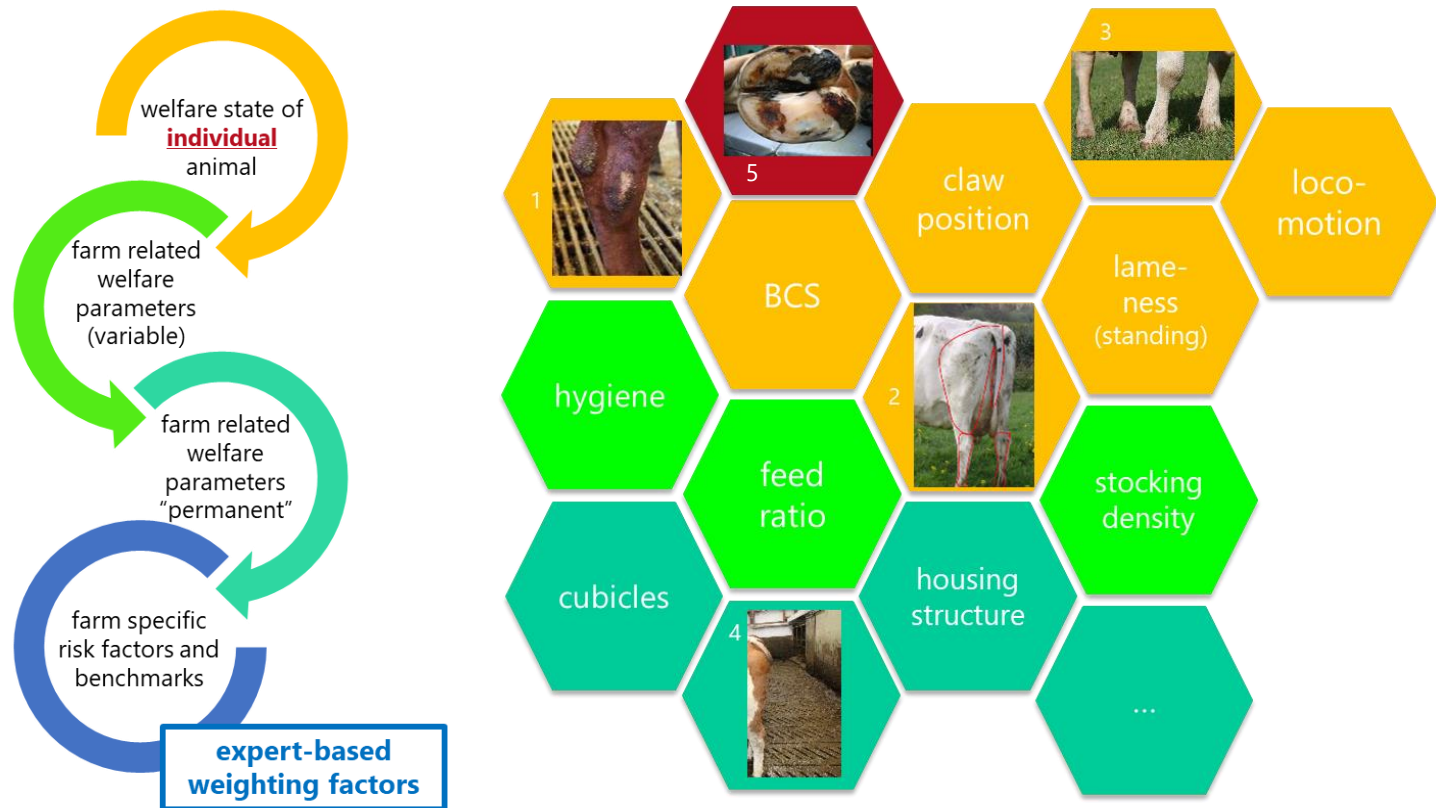 welfare state of
individual
animal
farm related
welfare
parameters
(variable)
farm related
welfare
parameters
“permanent”
farm specific
risk factors and
benchmarks
expert-based
weighting factors
1
5
3
claw
position
loco-
motion
BCS
lame-
ness
(standing)
hygiene
2
feed
ratio
stocking
density
cubicles
housing
structure
4
...